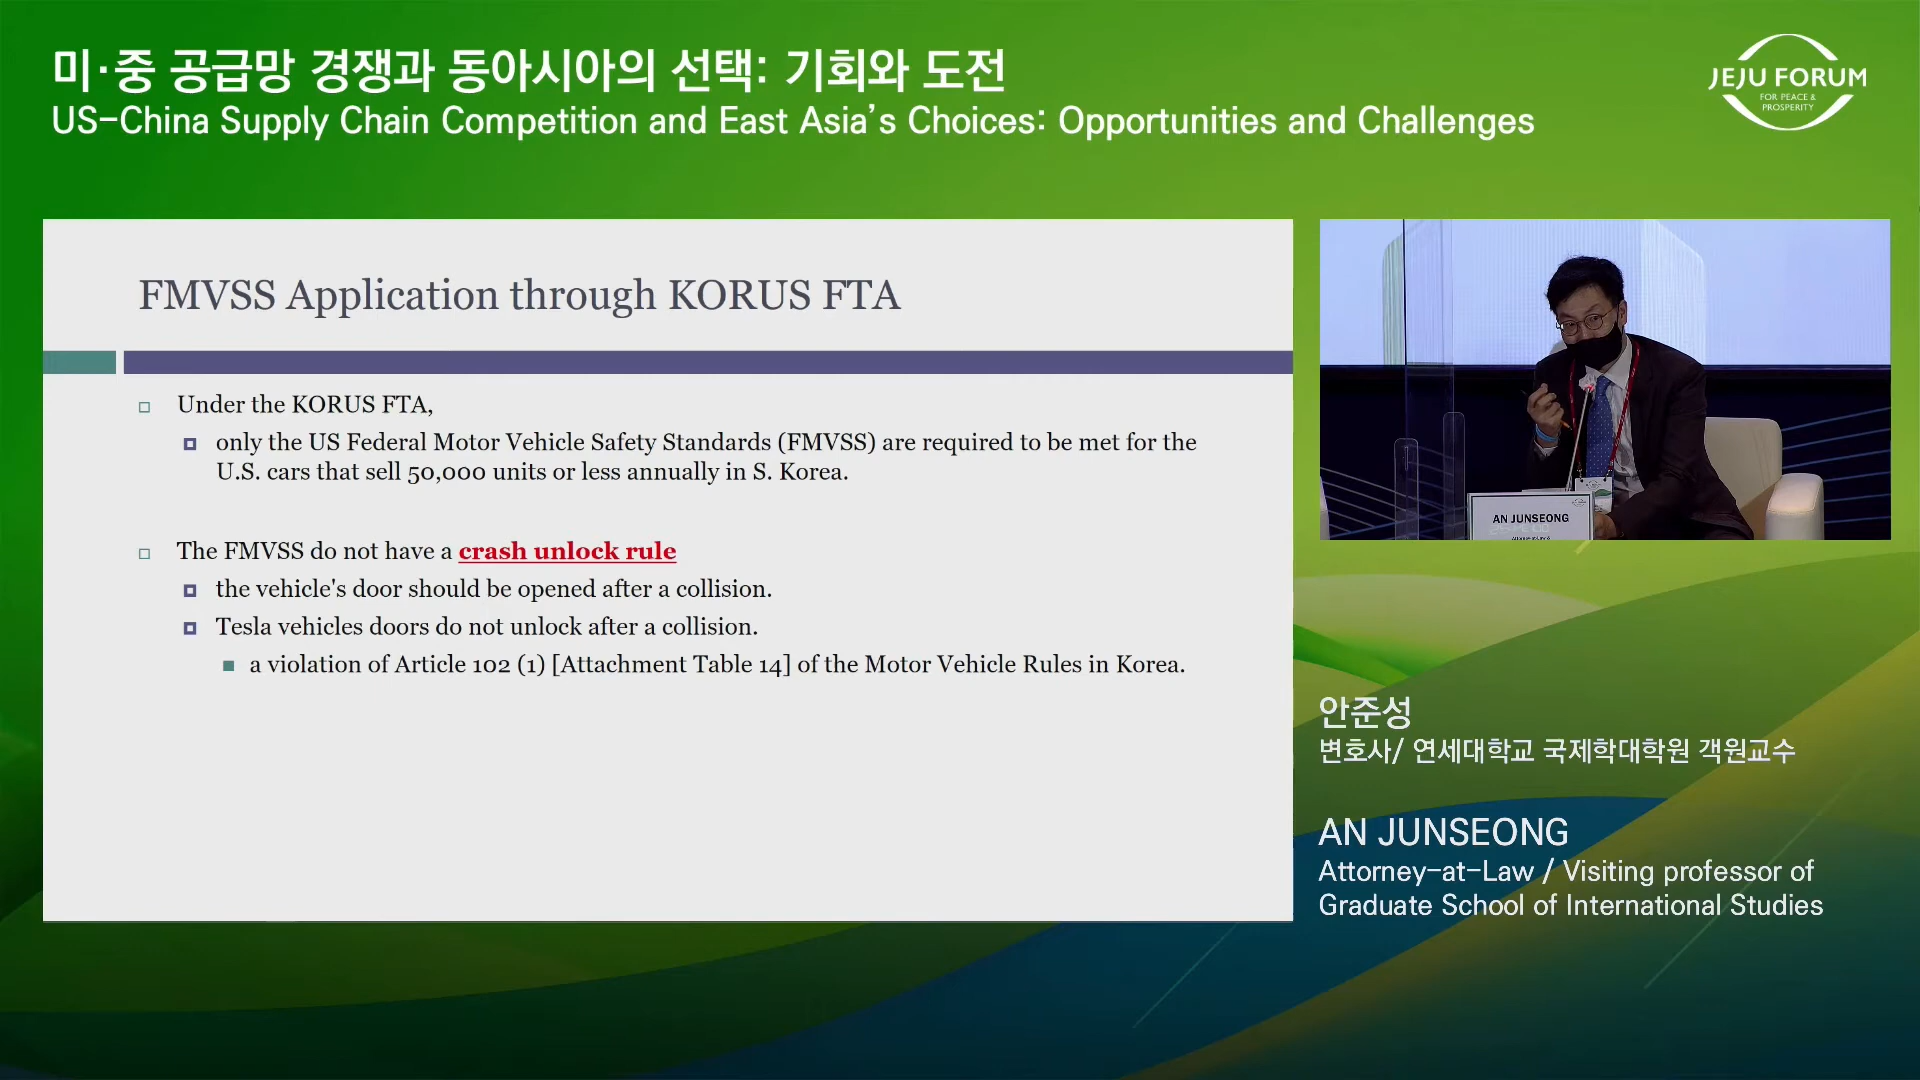 미·중 공급망 경쟁과 동아시아의 선택: 기회와 도전
US-China Supply Chain Competition and East Asia's Choices: Opportunities and Challenges
JEJU FORUM
FOR PEACE &
PROSPERITY
FMVSS Application through KORUS FTA
Under the KORUS FTA,
only the US Federal Motor Vehicle Safety Standards (FMVSS) are required to be met for the
U.S. cars that sell 50,000 units or less annually in S. Korea.
The FMVSS do not have a crash unlock rule
the vehicle's door should be opened after a collision.
Tesla vehicles doors do not unlock after a collision.
a violation of Article 102 (1) [Attachment Table 14] of the Motor Vehicle Rules in Korea.
AN JUNSEONG
Attorney-at-Law &
안준성
변호사/ 연세대학교 국제학대학원 객원교수
AN JUNSEONG
Attorney-at-Law / Visiting professor of
Graduate School of International Studies